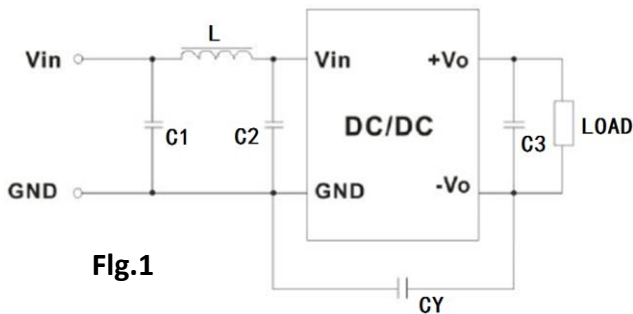 L
Vin
Vin
+Vo
C1
C2
DC/DC
C3
LOAD
GND
GND
-Vo
Flg.1
CY